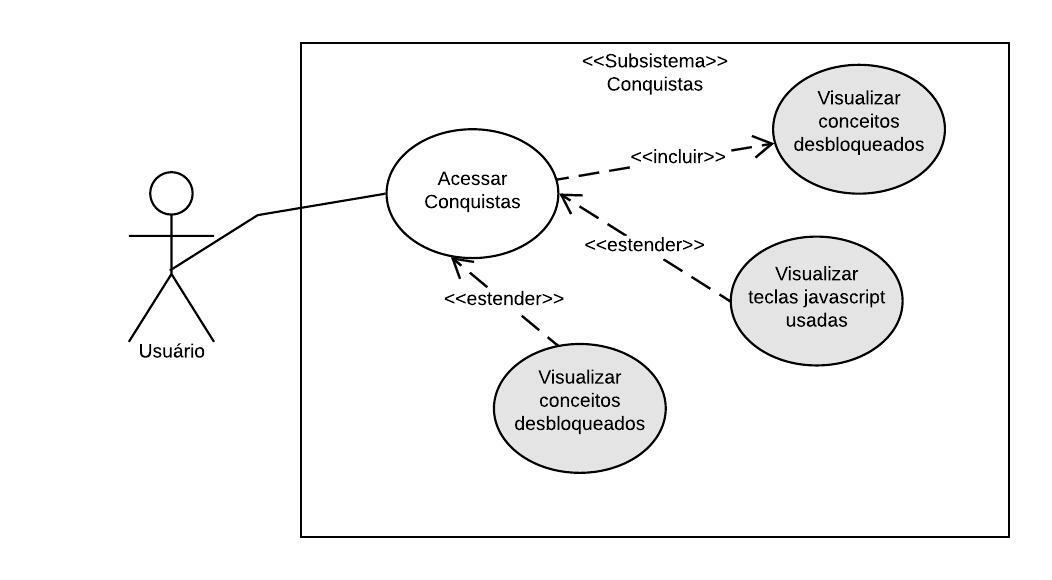 <<Subsistema>>
Conquistas
Visualizar
conceitos
desbloqueados
<<incluir>>
Acessar
Conquistas
<<estender>>
Visualizar
teclas javascript
usadas
<<estender>>
Usuário
Visualizar
conceitos
desbloqueados